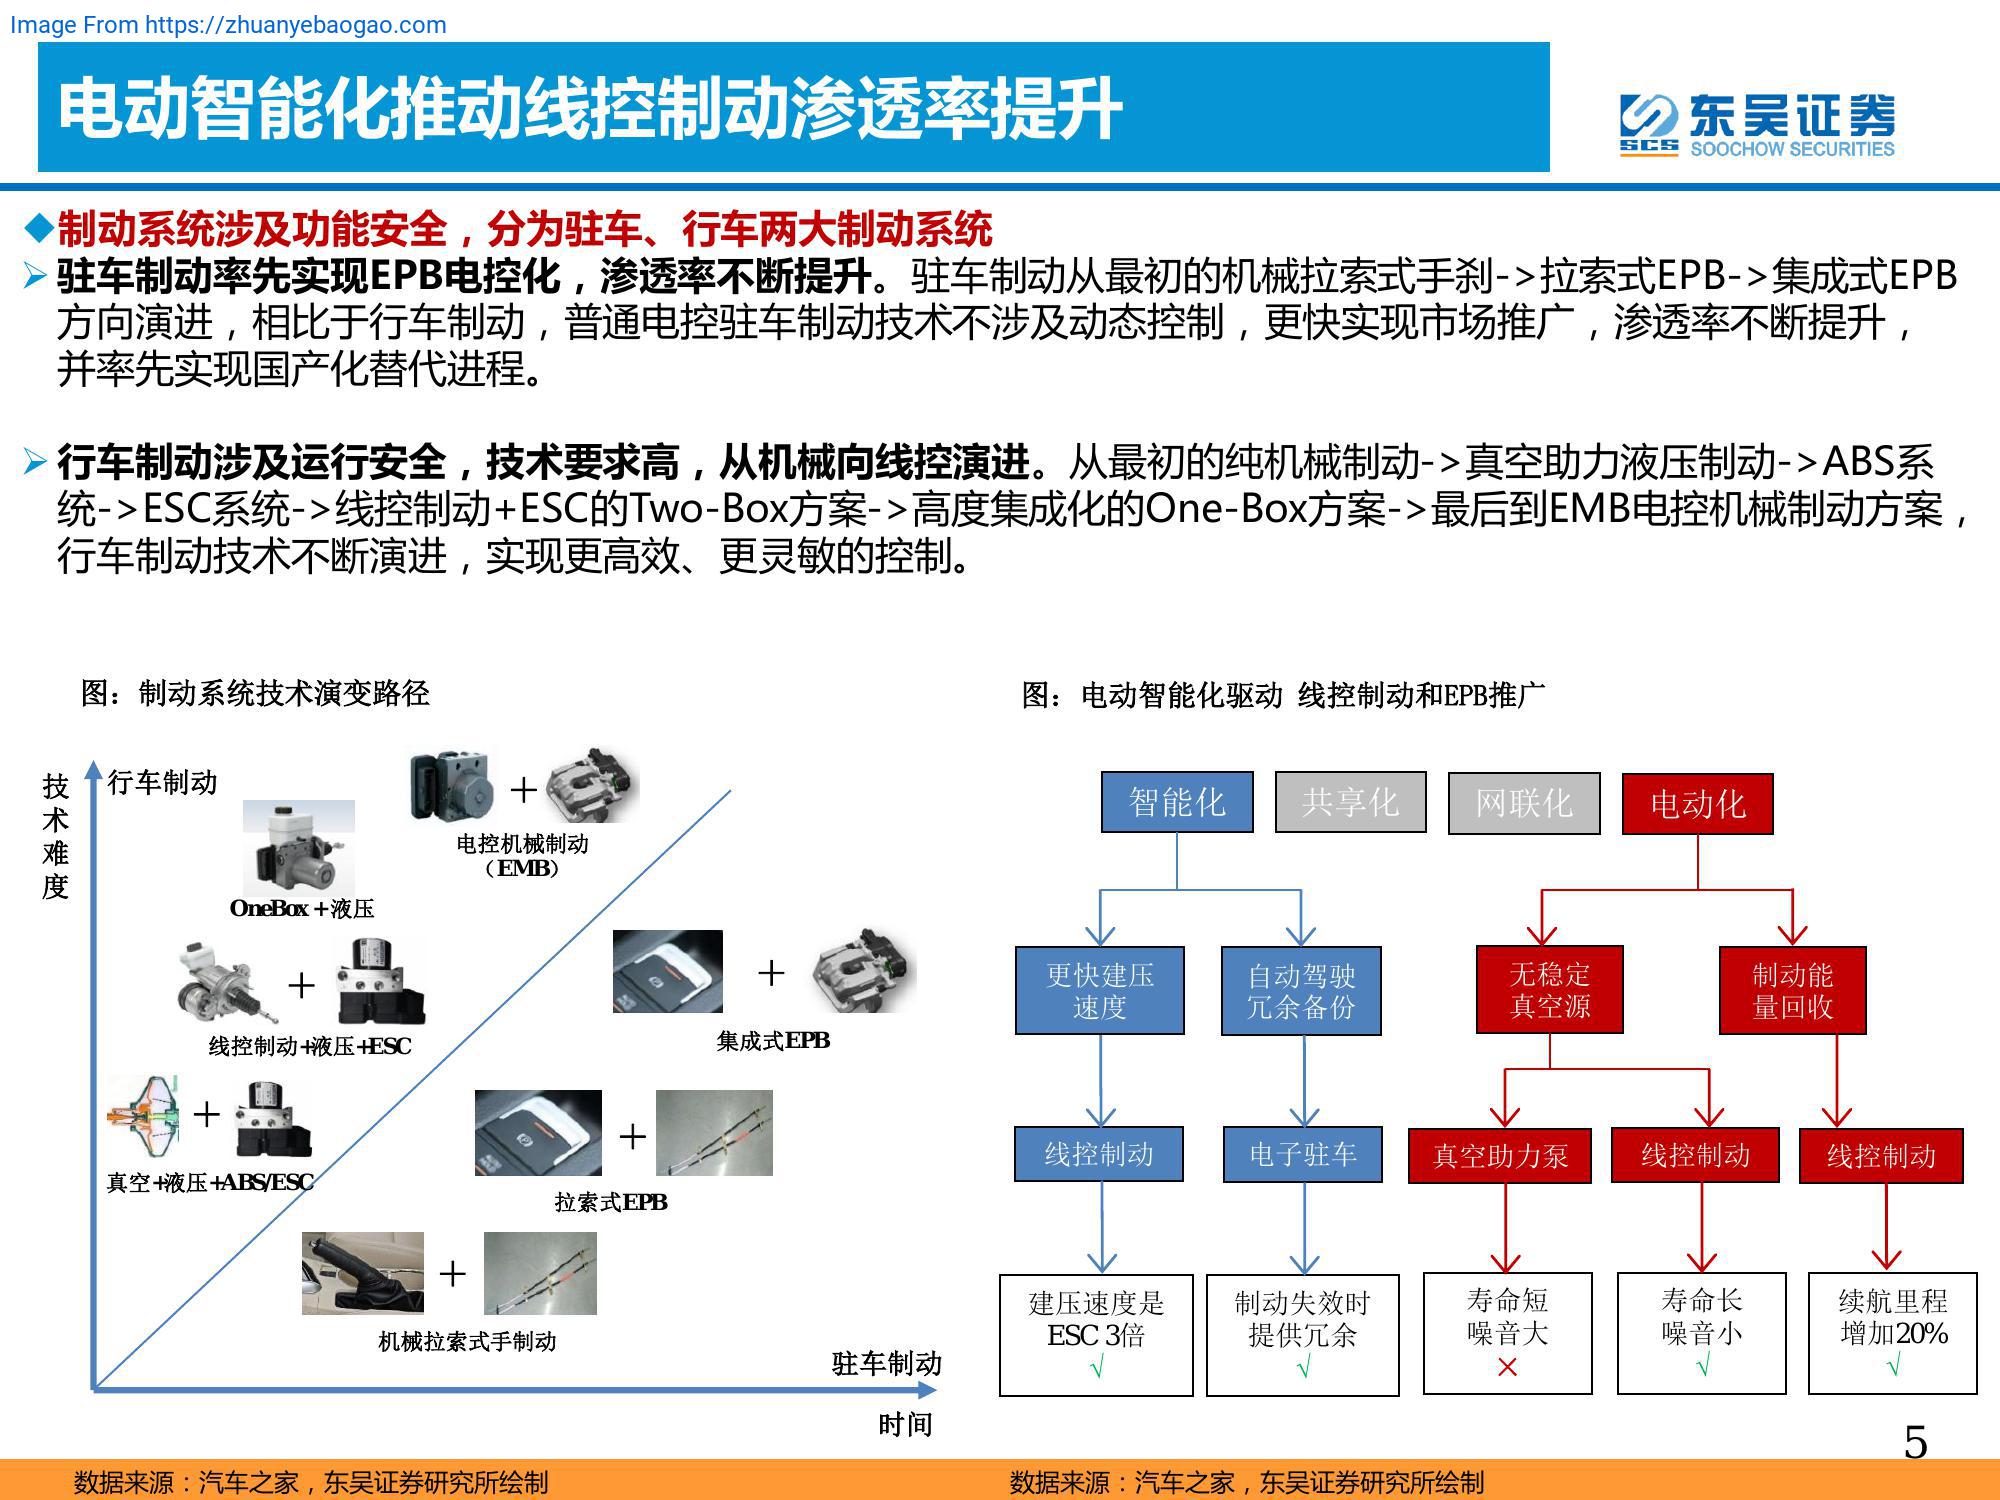 Image From https://zhuanyebaogao.com
电动智能化推动线控制动渗透率提升
东吴证券
SCS SOOCHOW SECURITIES
◆制动系统涉及功能安全，分为驻车、行车两大制动系统
驻车制动率先实现EPB电控化，渗透率不断提升。驻车制动从最初的机械拉索式手刹->拉索式EPB->集成式EPB
方向演进，相比于行车制动，普通电控驻车制动技术不涉及动态控制，更快实现市场推广，渗透率不断提升，
并率先实现国产化替代进程。
行车制动涉及运行安全，技术要求高，从机械向线控演进。从最初的纯机械制动->真空助力液压制动->ABS系
统->ESC系统->线控制动+ESC的Two-Box方案->高度集成化的One-Box方案->最后到EMB电控机械制动方案，
行车制动技术不断演进，实现更高效、更灵敏的控制。
图：制动系统技术演变路径
技术难度
行车制动
+
电控机械制动
（EMB）
OneBox + 液压
+
线控制动+液压+ESC
+
集成式EPB
+
真空+液压+ABS/ESC
+
拉索式EPB
+
机械拉索式手制动
驻车制动
时间
图：电动智能化驱动 线控制动和EPB推广
智能化 共享化 网联化 电动化
更快建压
速度
自动驾驶
冗余备份
无稳定
真空源
制动能
量回收
线控制动 电子驻车 真空助力泵 线控制动 线控制动
建压速度是
ESC 3倍
√
制动失效时
提供冗余
√
寿命短
噪音大
×
寿命长
噪音小
√
续航里程
增加20%
√
5
数据来源：汽车之家，东吴证券研究所绘制
数据来源：汽车之家，东吴证券研究所绘制